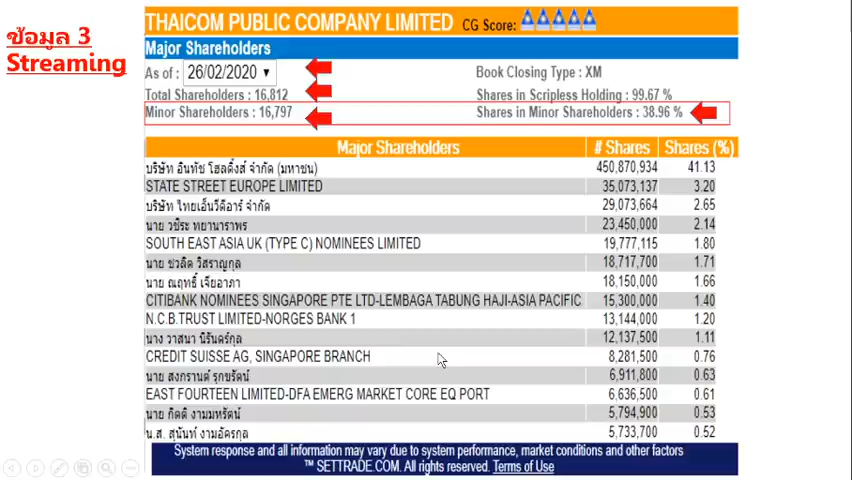 ข้อมูล 3
Streaming
THAICOM PUBLIC COMPANY LIMITED CG Score:
Major Shareholders
As of : 26/02/2020 Book Closing Type : XM
Total Shareholders : 16,812 Shares in Scripless Holding : 99.67 %
Minor Shareholders : 16,797 Shares in Minor Shareholders : 38.96 %
Major Shareholders # Shares Shares (%)
บริษัท อินทัช โฮลดิ้งส์ จำกัด (มหาชน) 450,870,934 41.13
STATE STREET EUROPE LIMITED 35,073,137 3.20
บริษัท ไทยเอ็นวีดีอาร์ จำกัด 29,073,664 2.65
นาย วชิระ ทยานาราพร 23,450,000 2.14
SOUTH EAST ASIA UK (TYPE C) NOMINEES LIMITED 19,777,115 1.80
นาย ชวลิต วิสราญกุล 18,717,700 1.71
นาย ณฤทธิ์ เจียอาภา 18,150,000 1.66
CITIBANK NOMINEES SINGAPORE PTE LTD-LEMBAGA TABUNG HAJI-ASIA PACIFIC 15,300,000 1.40
N.C.B.TRUST LIMITED-NORGES BANK 1 13,144,000 1.20
นาง วาสนา นิรันดร์กุล 12,137,500 1.11
CREDIT SUISSE AG, SINGAPORE BRANCH 8,281,500 0.76
นาย สงกรานต์ รุกขรัตน์ 6,911,800 0.63
EAST FOURTEEN LIMITED-DFA EMERG MARKET CORE EQ PORT 6,636,500 0.61
นาย กิตติ งามมหรัตน์ 5,794,900 0.53
น.ส. สุนันท์ งามอัครกุล 5,733,700 0.52
System response and all information may vary due to system performance, market conditions and other factors
™ SETTRADE.COM. All rights reserved. Terms of Use